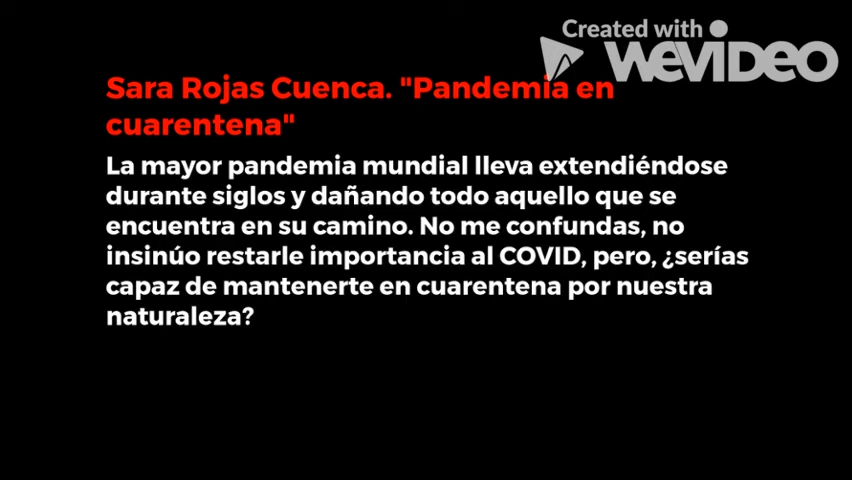 Created with
WEVIDEO
Sara Rojas Cuenca. "Pandemia en
cuarentena"
La mayor pandemia mundial lleva extendiéndose
durante siglos y dañando todo aquello que se
encuentra en su camino. No me confundas, no
insinúo restarle importancia al COVID, pero, ¿serías
capaz de mantenerte en cuarentena por nuestra
naturaleza?